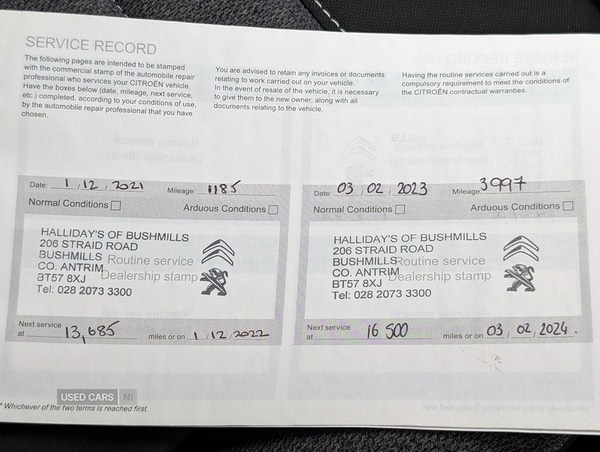 SERVICE RECORD
The following pages are intended to be stamped
with the commercial stamp of the automobile repair
professional who services your CITROËN vehicle.
Have the boxes below (date, mileage, next service,
etc.) completed, according to your conditions of use,
by the automobile repair professional that you have
chosen.
You are advised to retain any invoices or documents
relating to work carried out on your vehicle.
In the event of resale of the vehicle, it is necessary
to give them to the new owner, along with all
documents relating to the vehicle.
Having the routine services carried out is a
compulsory requirement to meet the conditions of
the CITROËN contractual warranties.
Date: 1 / 12 / 2021 Mileage: 1185
Normal Conditions Arduous Conditions
HALLIDAY'S OF BUSHMILLS
206 STRAID ROAD
BUSHMILLS Routine service
CO. ANTRIM Dealership stamp
BT57 8XJ
Tel: 028 2073 3300
Next service
at 13,685 miles or on 1 / 12 / 2022
Date: 03 / 02 / 2023 Mileage 3997
Normal Conditions Arduous Conditions
HALLIDAY'S OF BUSHMILLS
206 STRAID ROAD
BUSHMILLS Routine service
CO. ANTRIM Dealership stamp
BT57 8XJ
Tel: 028 2073 3300
Next service
at 16 500 miles or on 03 / 02 / 2024.
USED CARS NI
* Whichever of the two terms is reached first.